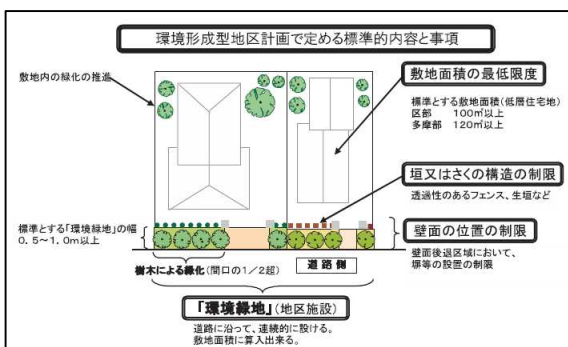 環境形成型地区計画で定める標準的内容と事項
敷地内の緑化の推進
敷地面積の最低限度
標準とする敷地面積(低層住宅地)
区部 100㎡以上
多摩部 120㎡以上
垣又はさくの構造の制限
透過性のあるフェンス、生垣など
標準とする「環境緑地」の幅
0.5~1.0m以上
壁面の位置の制限
壁面後退区域において、
塀等の設置の制限
樹木による緑化(間口の1/2超)
道路側
「環境緑地」(地区施設)
道路に沿って、連続的に設ける。
敷地面積に算入出来る。